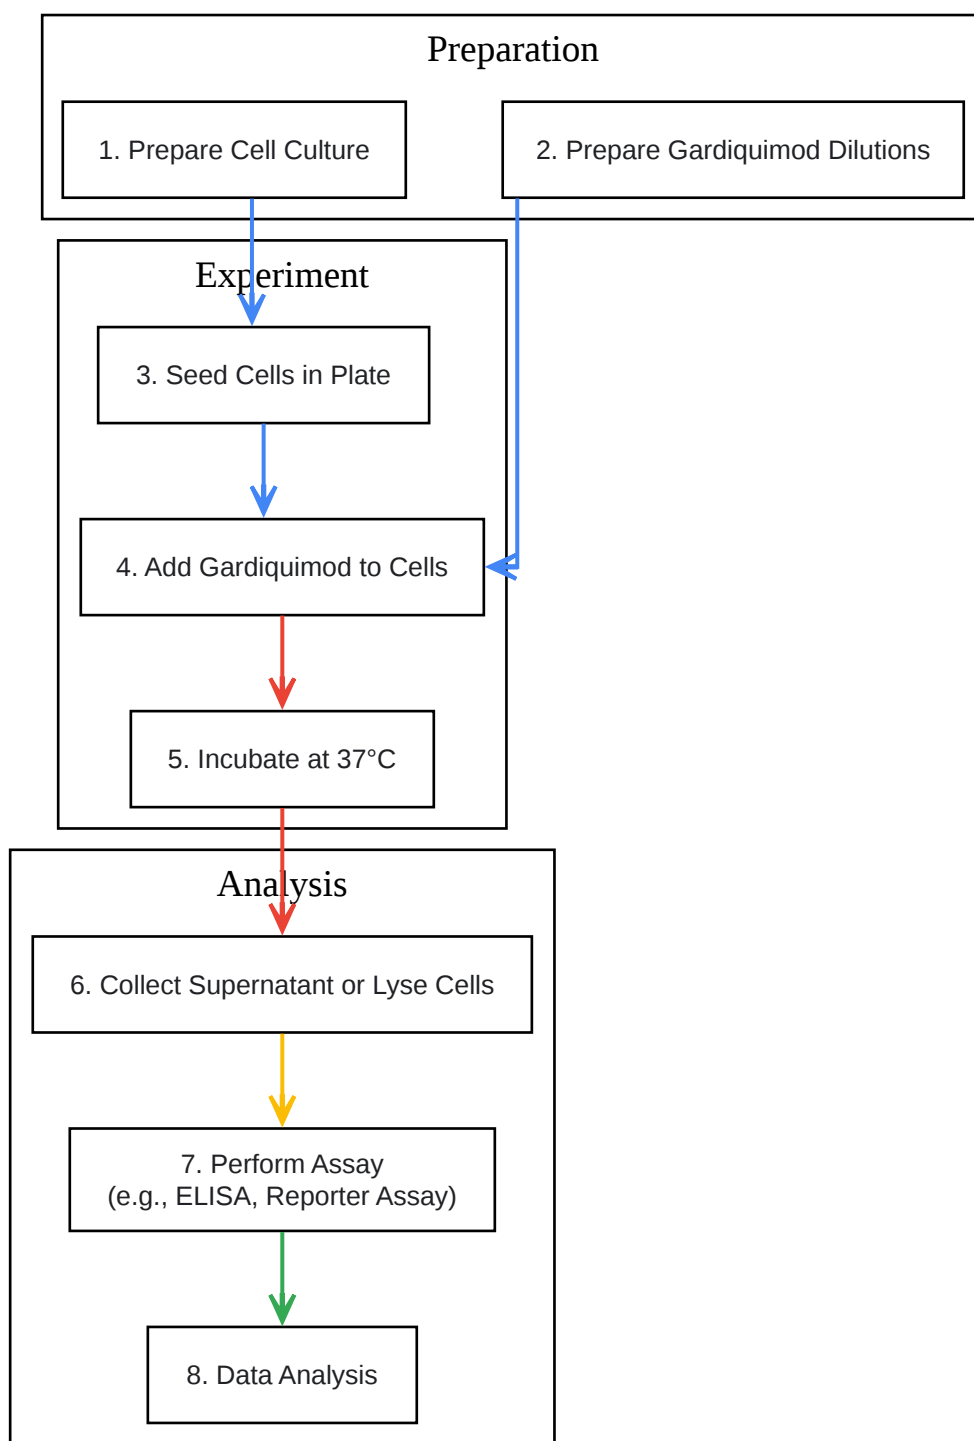 Preparation
1. Prepare Cell Culture
2. Prepare Gardiquimod Dilutions
Experiment
3. Seed Cells in Plate
4. Add Gardiquimod to Cells
5. Incubate at 37°C
Analysis
6. Collect Supernatant or Lyse Cells
7. Perform Assay
(e.g., ELISA, Reporter Assay)
8. Data Analysis